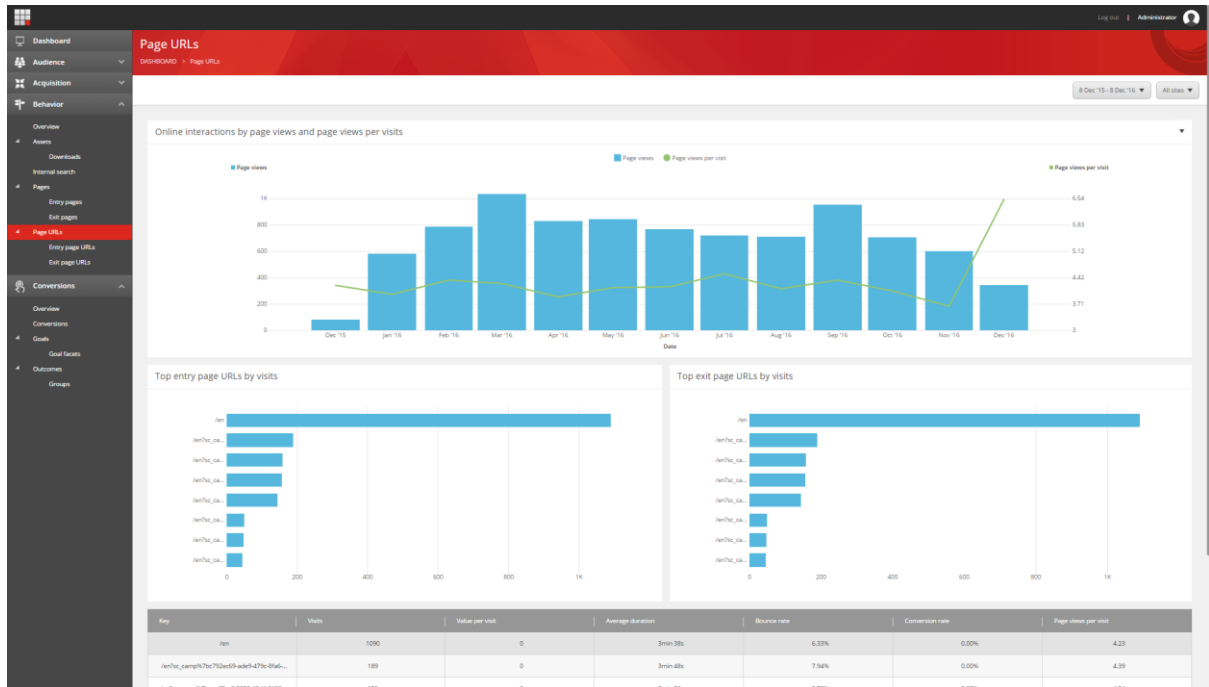 Log out | Administrator
Dashboard
Audience
Acquisition
Behavior
Overview
Assets
Downloads
Internal search
Pages
Entry pages
Exit pages
Page URLs
Entry page URLs
Exit page URLs
Conversions
Overview
Conversions
Goals
Goal facets
Outcomes
Groups
Page URLs
DASHBOARD > Page URLs
8 Dec '15 - 8 Dec '16
All sites
Online interactions by page views and page views per visits
Page views Page views per visit
Page views
Page views per visit
1K
800
600
400
200
0
6.54
5.83
5.12
4.42
3.71
3
Dec '15 Jan '16 Feb '16 Mar '16 Apr '16 May '16 Jun '16 Jul '16 Aug '16 Sep '16 Oct '16 Nov '16 Dec '16
Date
Top entry page URLs by visits
/en
/en?sc_ca...
/en?sc_ca...
/en?sc_ca...
/en?sc_ca...
/en?sc_ca...
/en?sc_ca...
/en?sc_ca...
0 200 400 600 800 1K
Top exit page URLs by visits
/en
/en?sc_ca...
/en?sc_ca...
/en?sc_ca...
/en?sc_ca...
/en?sc_ca...
/en?sc_ca...
/en?sc_ca...
0 200 400 600 800 1K
Key Visits Value per visit Average duration Bounce rate Conversion rate Page views per visit
/en 1090 0 3min 38s 6.33% 0.00% 4.23
/en?sc_camp%7bc792ec69-ade9-479c-8fa6-... 189 0 3min 48s 7.94% 0.00% 4.39